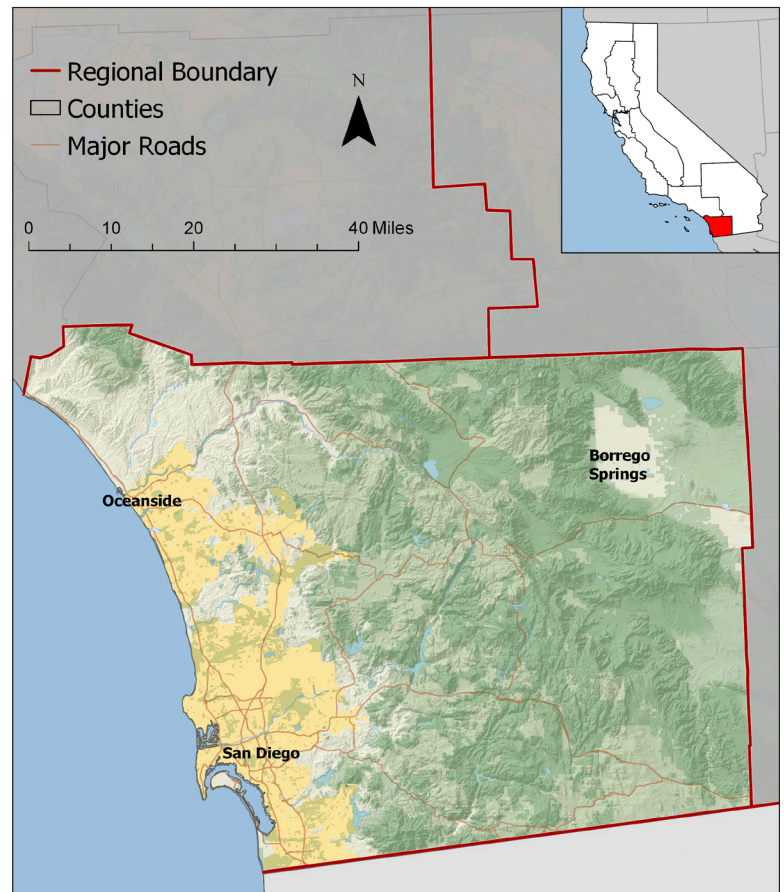 Regional Boundary
Counties
Major Roads
N
0 10 20 40 Miles
Borrego
Springs
Oceanside
San Diego